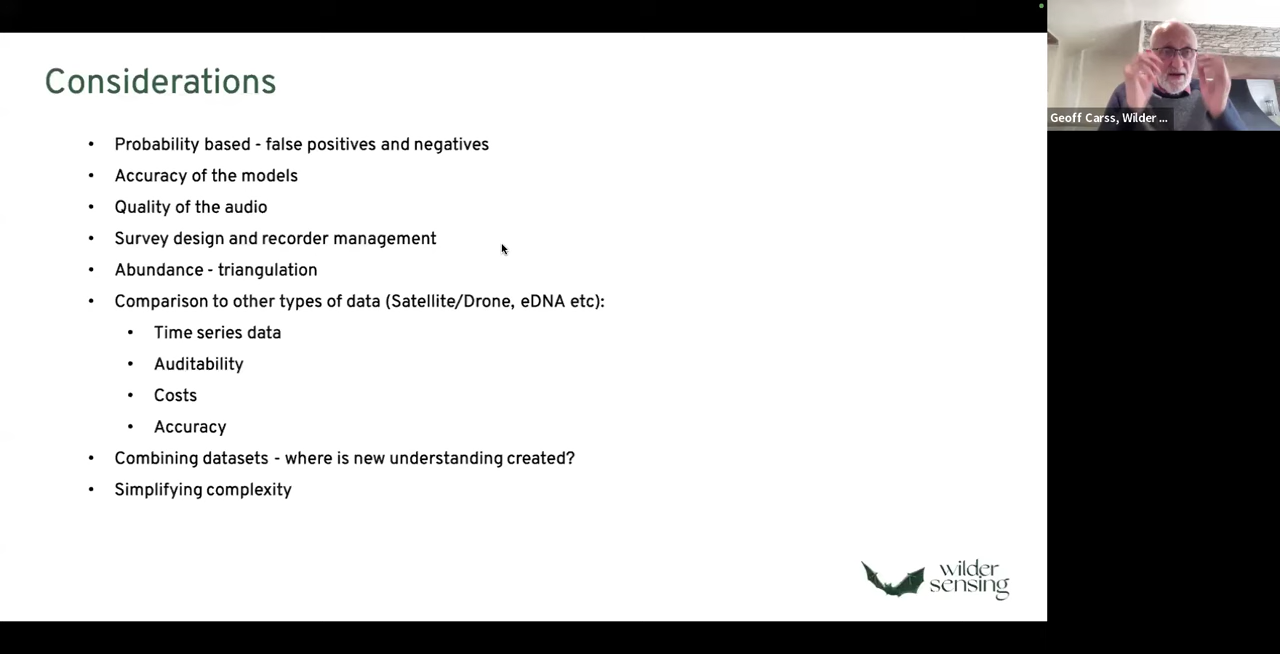 Considerations
• Probability based - false positives and negatives
• Accuracy of the models
• Quality of the audio
• Survey design and recorder management
• Abundance - triangulation
• Comparison to other types of data (Satellite/Drone, eDNA etc):
• Time series data
• Auditability
• Costs
• Accuracy
• Combining datasets - where is new understanding created?
• Simplifying complexity
wilder
sensing
Geoff Carss, Wilder ...